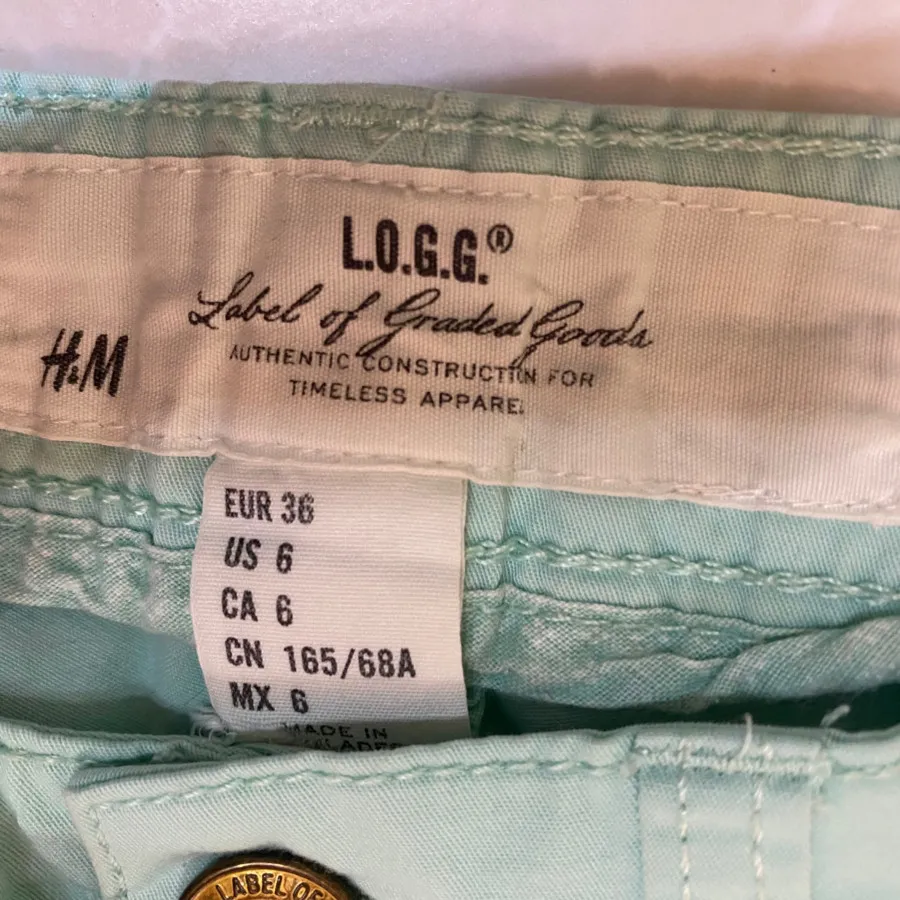 L.O.G.G.®
Label of Graded Goods
AUTHENTIC CONSTRUCTION FOR
TIMELESS APPAREL
H&M
EUR 36
US 6
CA 6
CN 165/68A
MX 6
MADE IN
LABEL OF